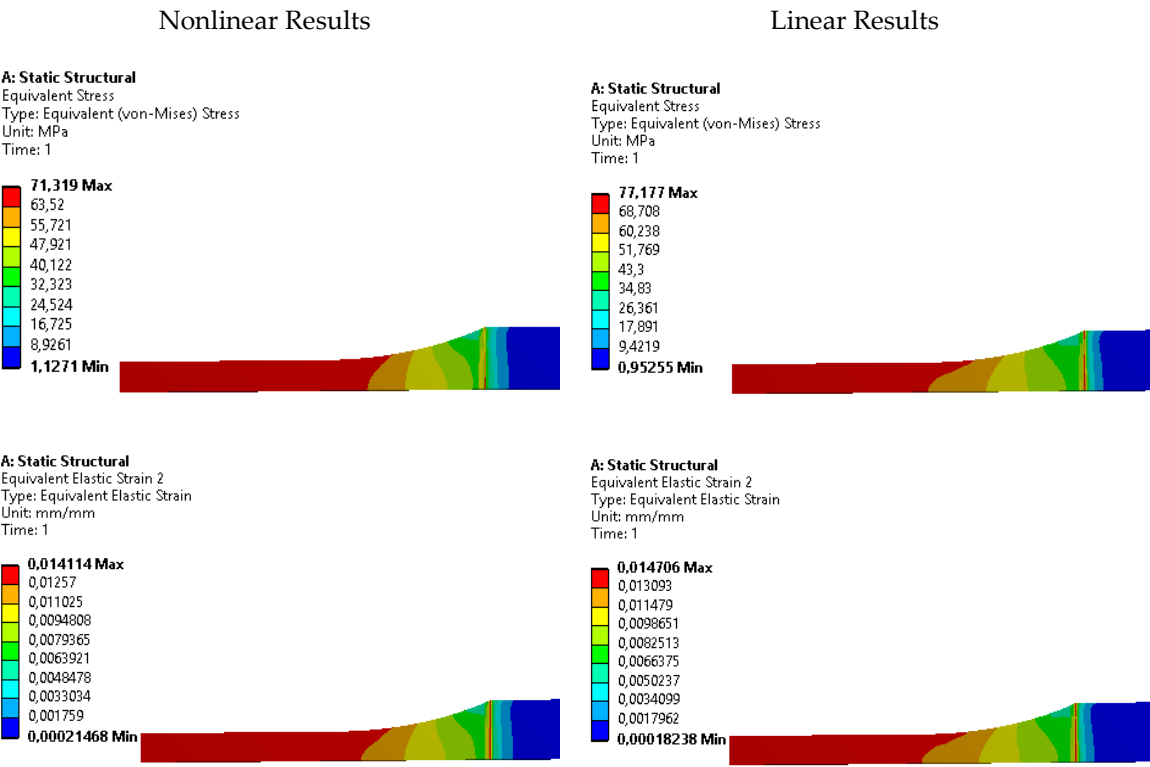 Nonlinear Results
Linear Results
A: Static Structural
Equivalent Stress
Type: Equivalent (von-Mises) Stress
Unit: MPa
Time: 1
71,319 Max
63,52
55,721
47,921
40,122
32,323
24,524
16,725
8,9261
1,1271 Min
A: Static Structural
Equivalent Stress
Type: Equivalent (von-Mises) Stress
Unit: MPa
Time: 1
77,177 Max
68,708
60,238
51,769
43,3
34,83
26,361
17,891
9,4219
0,95255 Min
A: Static Structural
Equivalent Elastic Strain 2
Type: Equivalent Elastic Strain
Unit: mm/mm
Time: 1
0,014114 Max
0,01257
0,011025
0,0094808
0,0079365
0,0063921
0,0048478
0,0033034
0,001759
0,00021468 Min
A: Static Structural
Equivalent Elastic Strain 2
Type: Equivalent Elastic Strain
Unit: mm/mm
Time: 1
0,014706 Max
0,013093
0,011479
0,0098651
0,0082513
0,0066375
0,0050237
0,0034099
0,0017962
0,00018238 Min